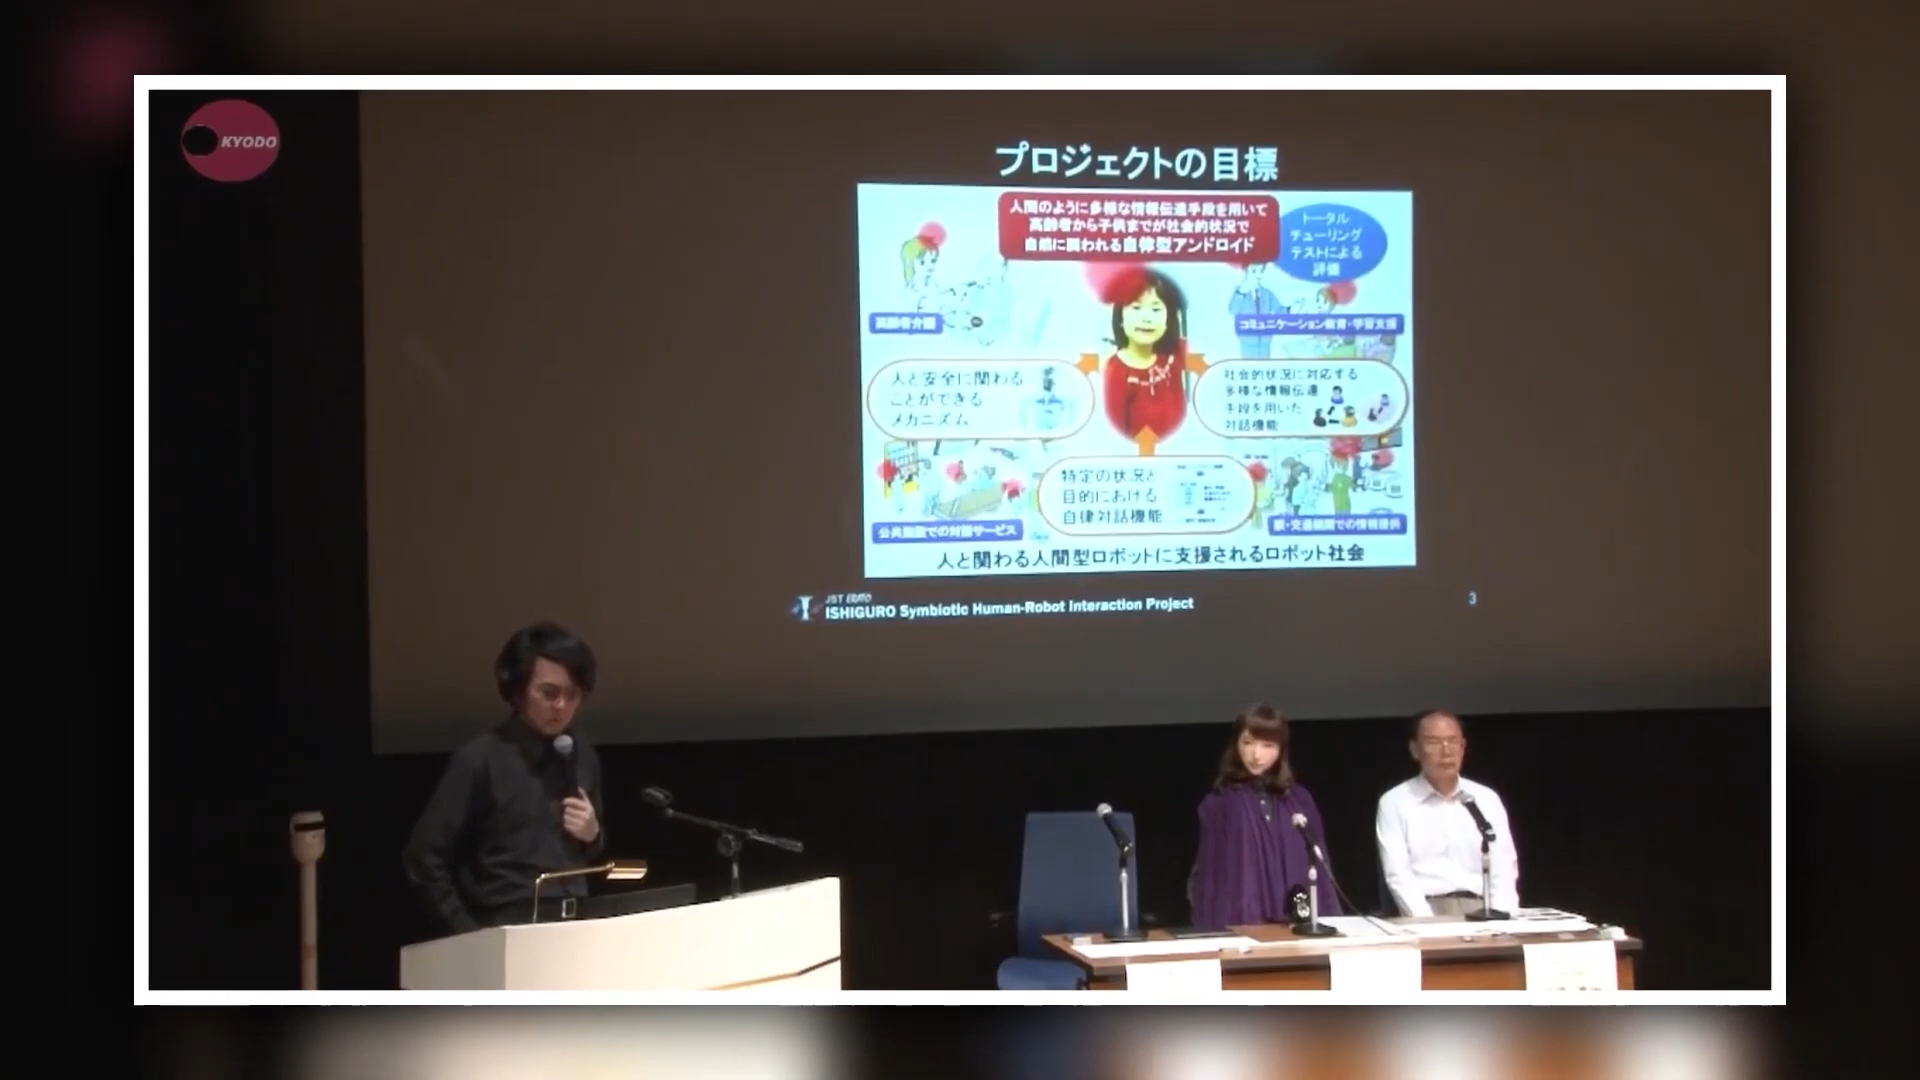 KYODO
プロジェクトの目標
人間のように多様な情報伝達手段を用いて
高齢者から子供までが社会的状況で
自然に関われる自律型アンドロイド
トータル
チューリング
テストによる
評価
高齢者介護
コミュニケーション教育・学習支援
人と安全に関わる
ことができる
メカニズム
社会的状況に対応する
多様な情報伝達
手段を用いた
対話機能
特定の状況と
目的における
自律対話機能
公共施設での対話サービス
駅・交通機関での情報提供
人と関わる人間型ロボットに支援されるロボット社会
JST ERATO
ISHIGURO Symbiotic Human-Robot Interaction Project
3